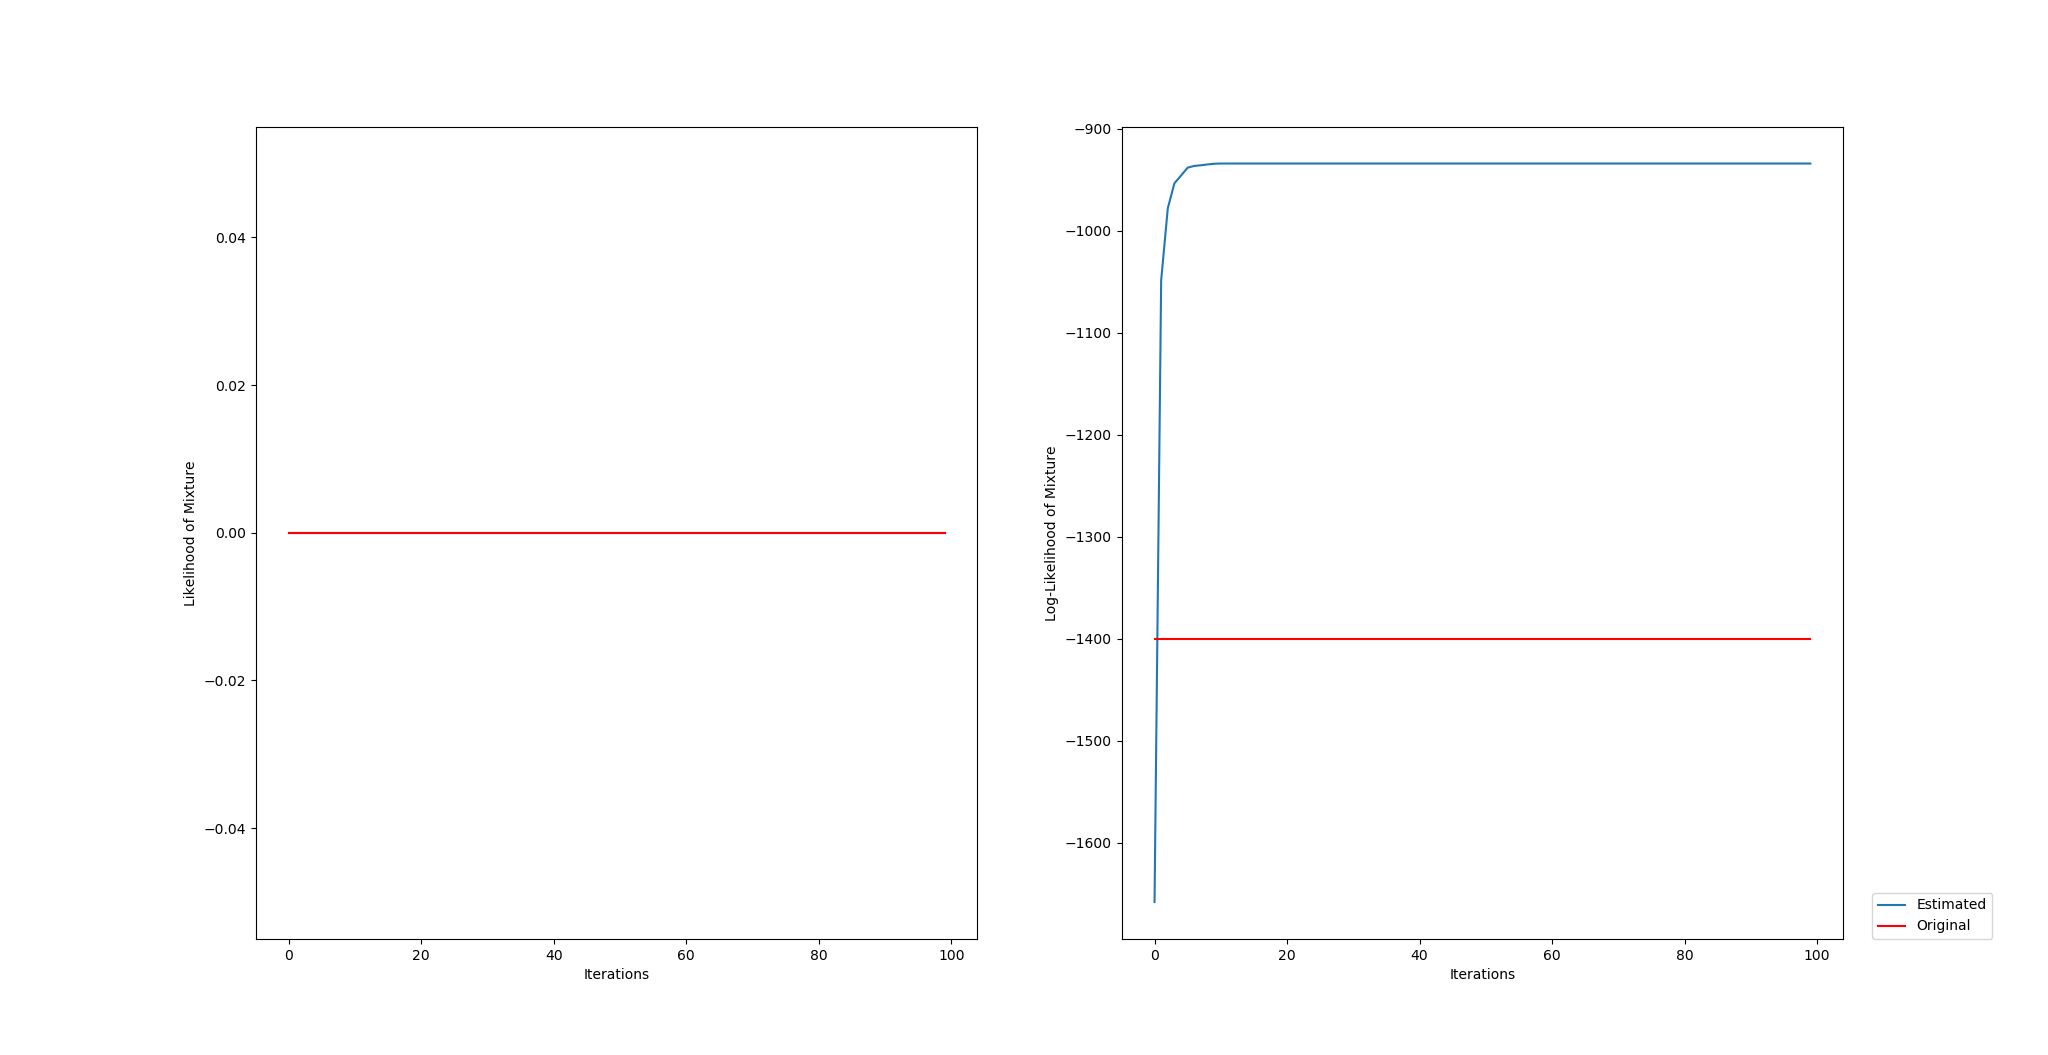 0.04
0.02
0.00
−0.02
−0.04
Likelihood of Mixture
0 20 40 60 80 100
Iterations
−900
−1000
−1100
−1200
−1300
−1400
−1500
−1600
Log-Likelihood of Mixture
0 20 40 60 80 100
Iterations
Estimated
Original